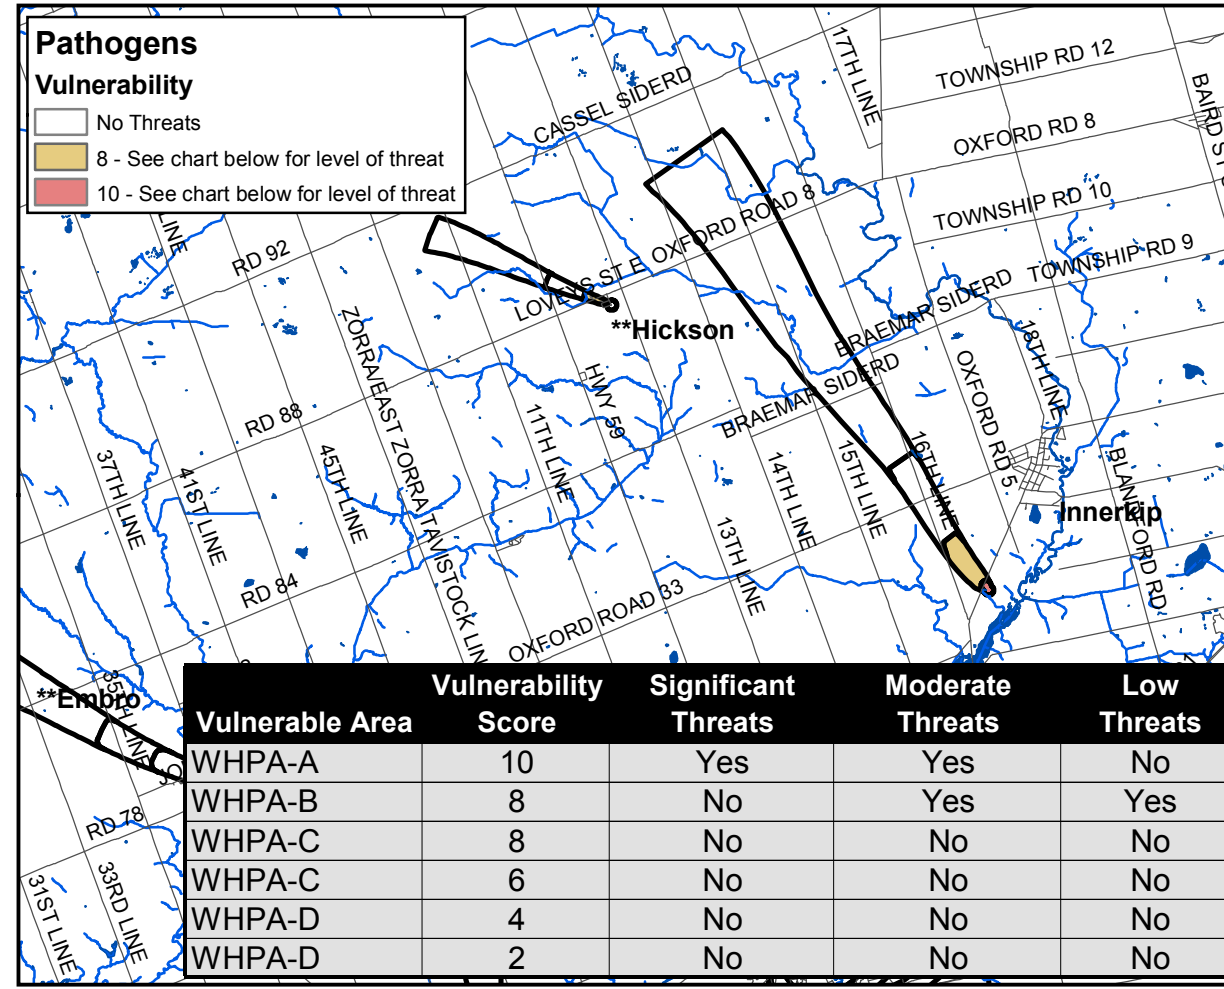 Pathogens
Vulnerability
No Threats
8 - See chart below for level of threat
10 - See chart below for level of threat
17TH LINE
TOWNSHIP RD 12
BAIRD ST
CASSEL SIDERD
OXFORD RD 8
LINE
RD 92
OXFORD ROAD 8
TOWNSHIP RD 10
TOWNSHIP RD 9
LOVEYS ST E
**Hickson
BRAEMAR SIDERD
18TH LINE
ZORRA/EAST ZORRA TAVISTOCK LINE
HWY 59
BRAEMAR SIDERD
OXFORD RD 5
RD 88
11TH LINE
37TH LINE
41ST LINE
45TH LINE
14TH LINE
15TH LINE
16TH LINE
BLANDFORD RD
Innerkip
13TH LINE
RD 84
OXFORD ROAD 33
**Embro
35TH LINE
RD 78
31ST LINE
33RD LINE
Vulnerable Area Vulnerability Score Significant Threats Moderate Threats Low Threats
WHPA-A 10 Yes Yes No
WHPA-B 8 No Yes Yes
WHPA-C 8 No No No
WHPA-C 6 No No No
WHPA-D 4 No No No
WHPA-D 2 No No No